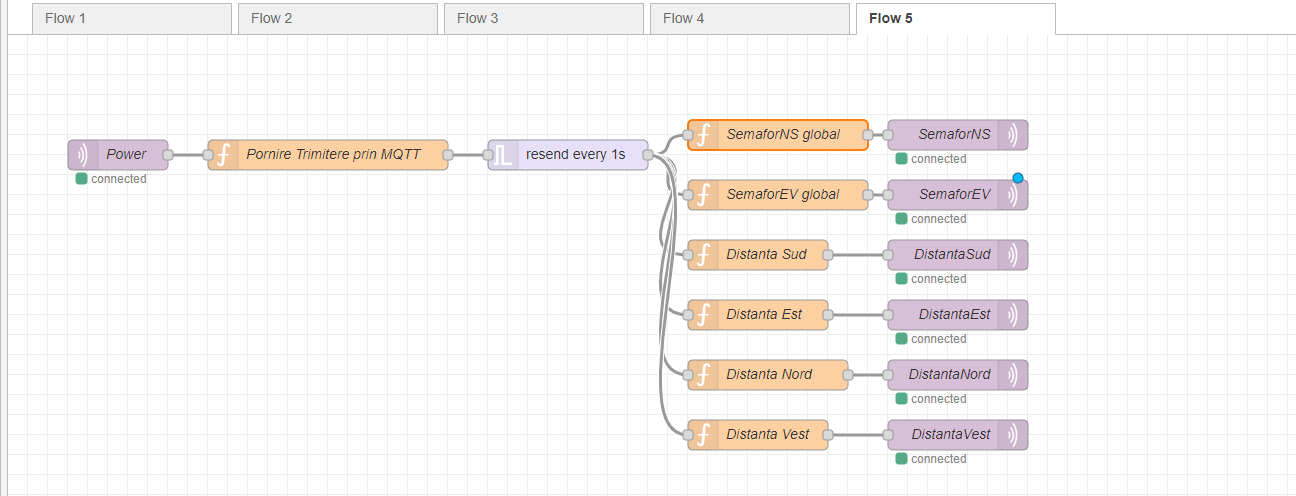 Flow 1
Flow 2
Flow 3
Flow 4
Flow 5
Power
connected
Pornire Trimitere prin MQTT
resend every 1s
SemaforNS global
SemaforNS
connected
SemaforEV global
SemaforEV
connected
Distanta Sud
DistantaSud
connected
Distanta Est
DistantaEst
connected
Distanta Nord
DistantaNord
connected
Distanta Vest
DistantaVest
connected